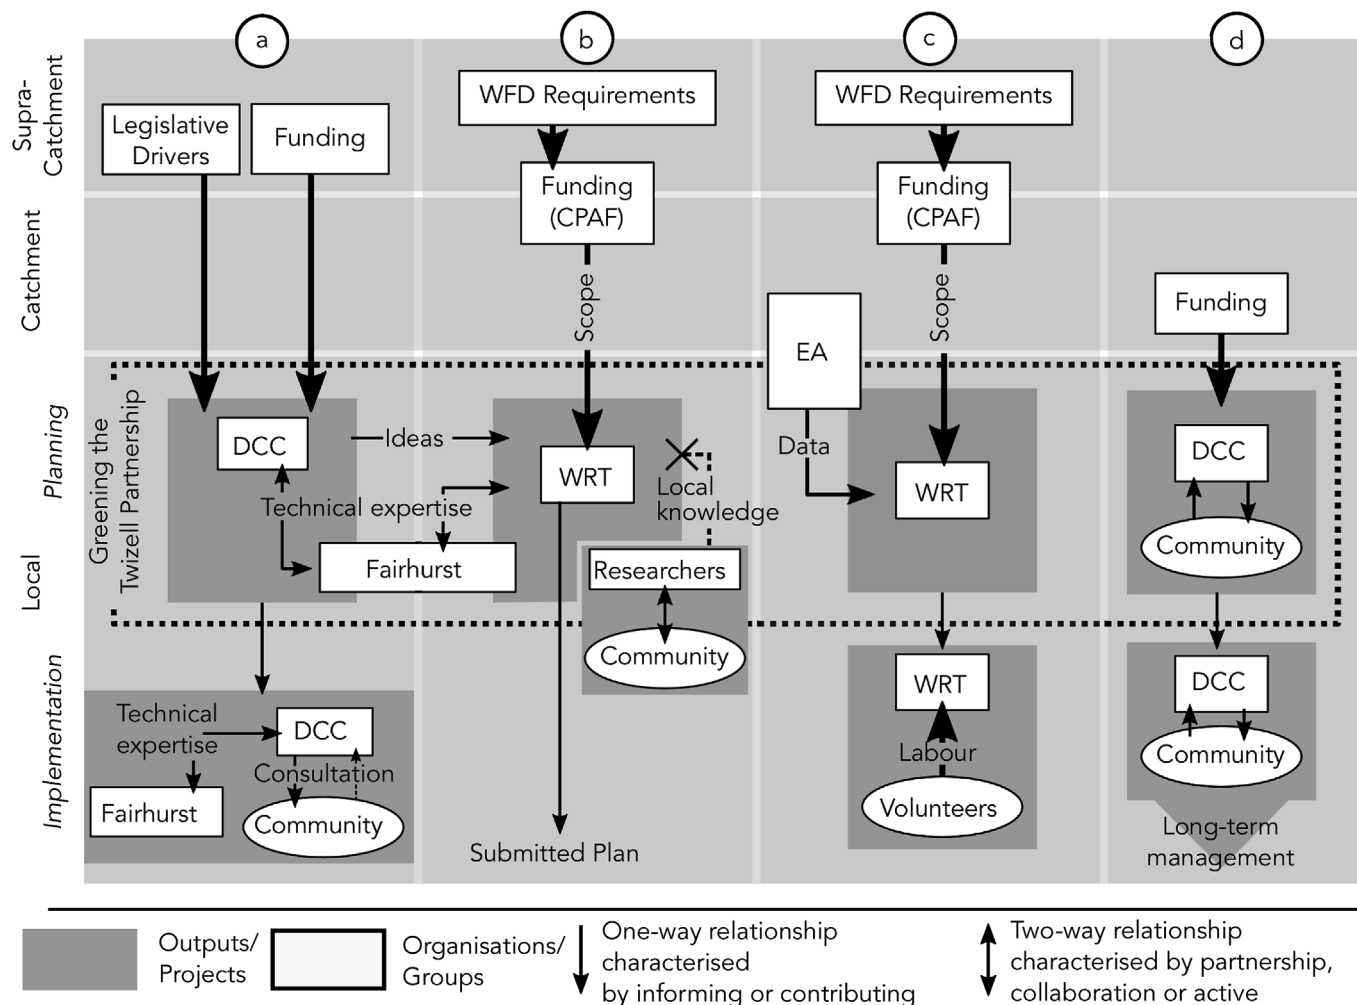 a
b
c
d
Supra-
Catchment
Catchment
Planning
Local
Implementation
Legislative
Drivers
Funding
Greening the
Twizell Partnership
DCC
Ideas
Technical expertise
Fairhurst
Technical
expertise
DCC
Consultation
Fairhurst
Community
WFD Requirements
Funding
(CPAF)
Scope
WRT
Local
knowledge
Researchers
Community
Submitted Plan
WFD Requirements
Funding
(CPAF)
Scope
EA
Data
WRT
WRT
Labour
Volunteers
Funding
DCC
Community
DCC
Community
Long-term
management
Outputs/
Projects
Organisations/
Groups
One-way relationship
characterised
by informing or contributing
Two-way relationship
characterised by partnership,
collaboration or active